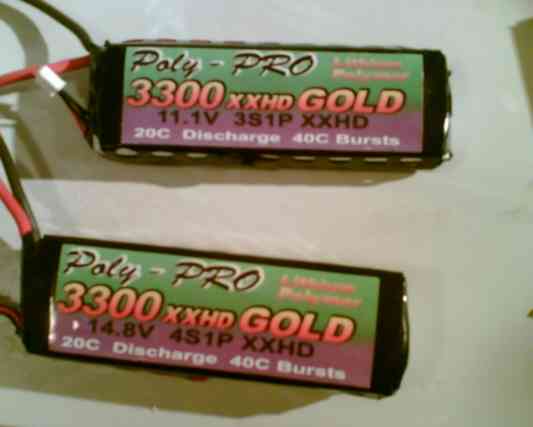 Poly - PRO
Lithium
Polymer
3300 XXHD GOLD
11.1V 3S1P XXHD
20C Discharge 40C Bursts
Poly - PRO
Lithium
Polymer
3300 XXHD GOLD
14.8V 4S1P XXHD
20C Discharge 40C Bursts